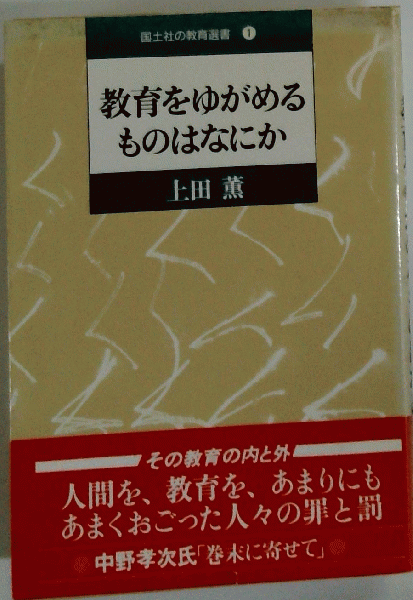 国土社の教育選書 1
教育をゆがめる
ものはなにか
上田 薫
その教育の内と外
人間を、教育を、あまりにも
あまくおごった人々の罪と罰
中野孝次氏「巻末に寄せて」